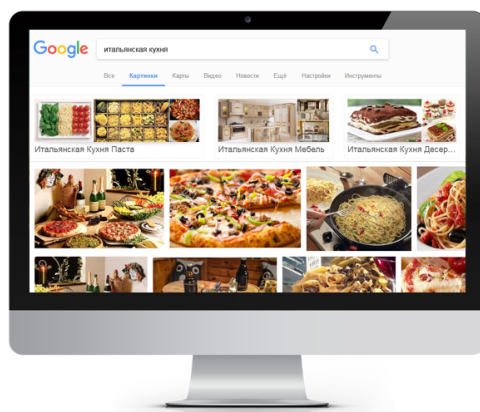 Google
итальянская кухня
Все Картинки Карты Видео Новости Ещё Настройки Инструменты
Итальянская Кухня Паста
Итальянская Кухня Мебель
Итальянская Кухня Десер...